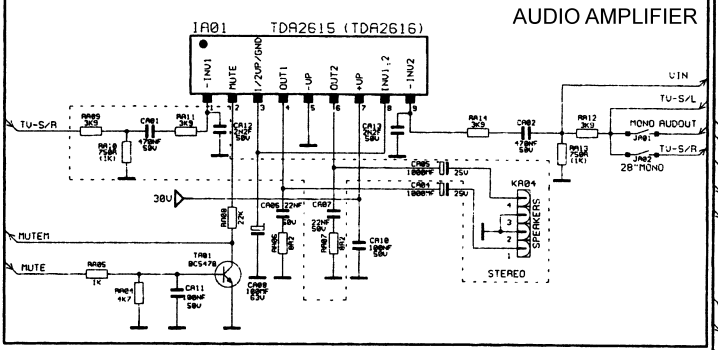 AUDIO AMPLIFIER
IA01 TDA2615 (TDA2616)
-INV1
MUTE
1/2VP/GND
OUT1
-VP
OUT2
+VP
INV1,2
-INV2
1 2 3 4 5 6 7 8 9
TV-S/R
RA09
3K9
CA01
470NF
50V
RA11
3K9
RA10
750R
(1K)
CA12
2N2F
50V
CA13
2N2F
50V
RA14
3K9
CA02
470NF
50V
RA12
3K9
RA13
750R
(1K)
VIN
TV-S/L
MONO AUDOUT
JA01
TV-S/R
JA02
28"MONO
CA05
1000MF 25V
CA04
1000MF 25V
KA04
4
3
2
1
SPEAKERS
STEREO
30V
RA08
22K
CA06 22NF
50V
CA07
22NF
50V
RA06
8R2
RA07
8R2
CA10
100NF
50V
CA08
100MF
63V
MUTEM
MUTE
RA05
1K
RA04
4K7
CA11
100NF
50V
TA01
BC547B